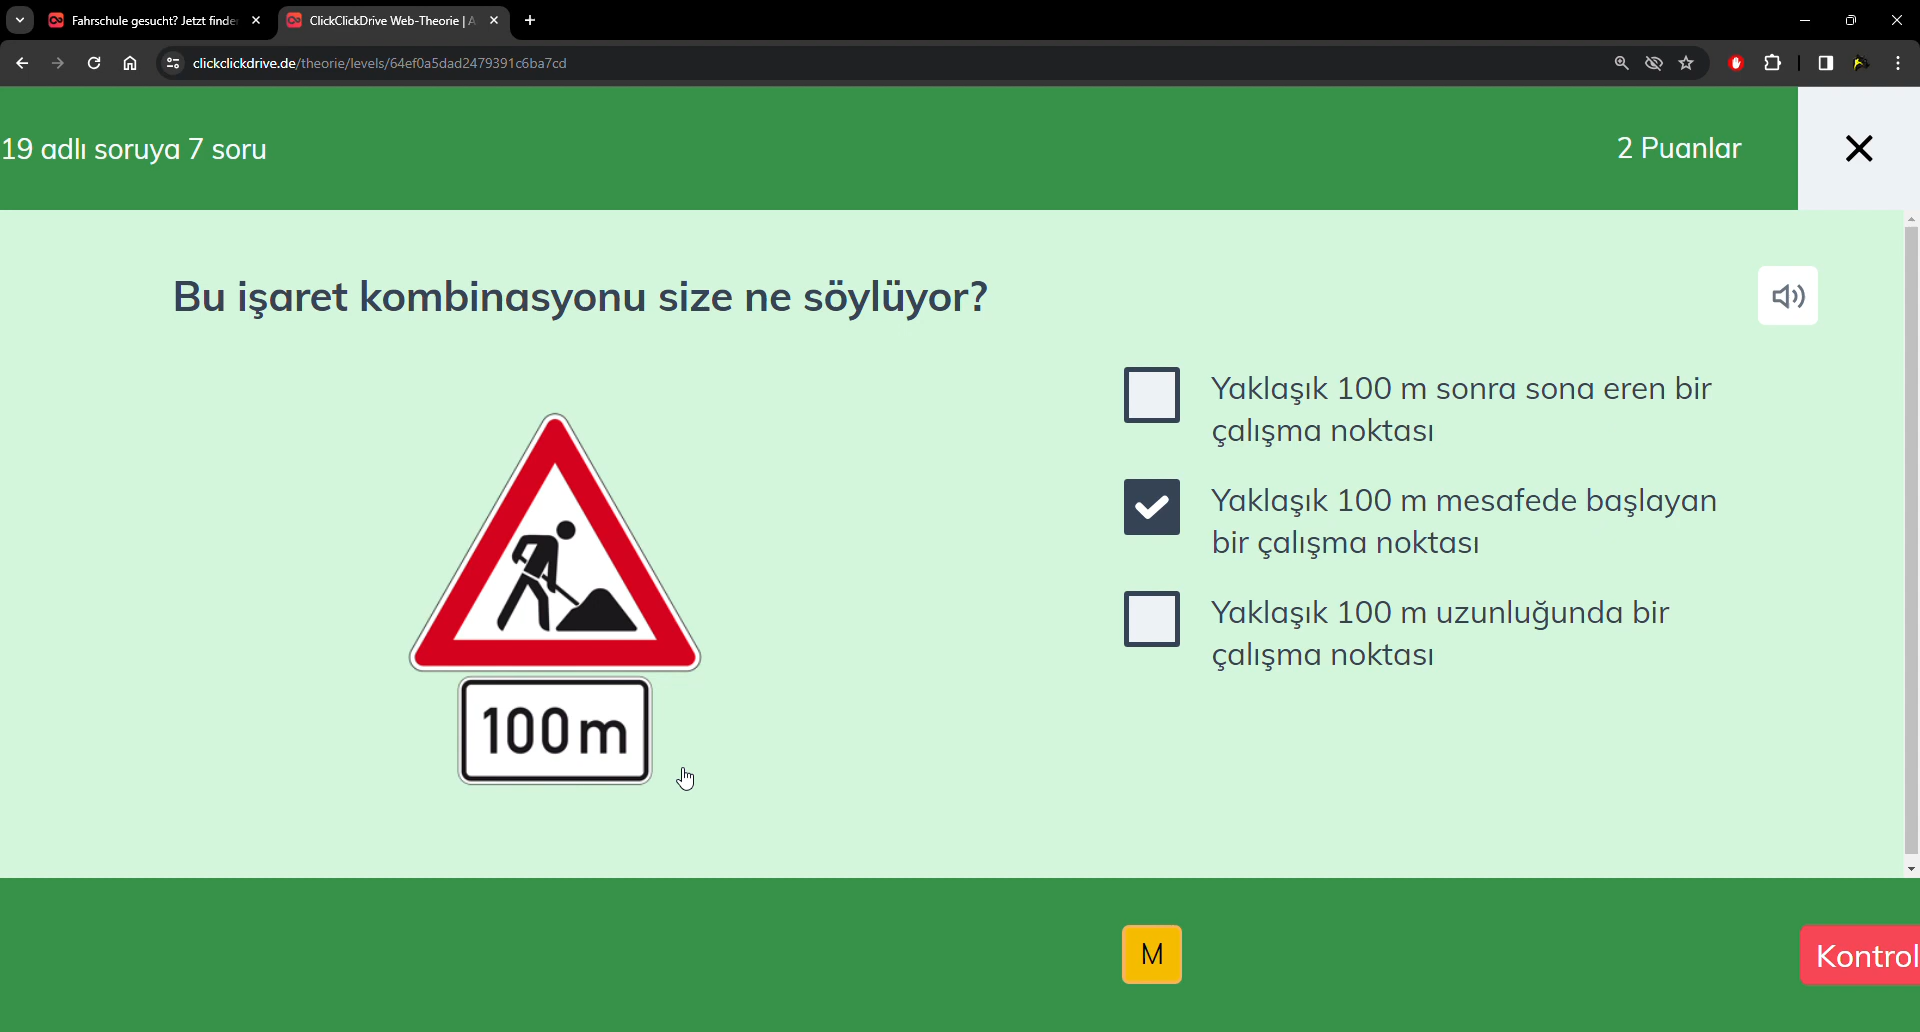 Fahrschule gesucht? Jetzt finde
ClickClickDrive Web-Theorie | A
clickclickdrive.de/theorie/levels/64ef0a5dad2479391c6ba7cd
19 adlı soruya 7 soru
2 Puanlar
Bu işaret kombinasyonu size ne söylüyor?
Yaklaşık 100 m sonra sona eren bir
çalışma noktası
Yaklaşık 100 m mesafede başlayan
bir çalışma noktası
Yaklaşık 100 m uzunluğunda bir
çalışma noktası
100 m
M
Kontrol